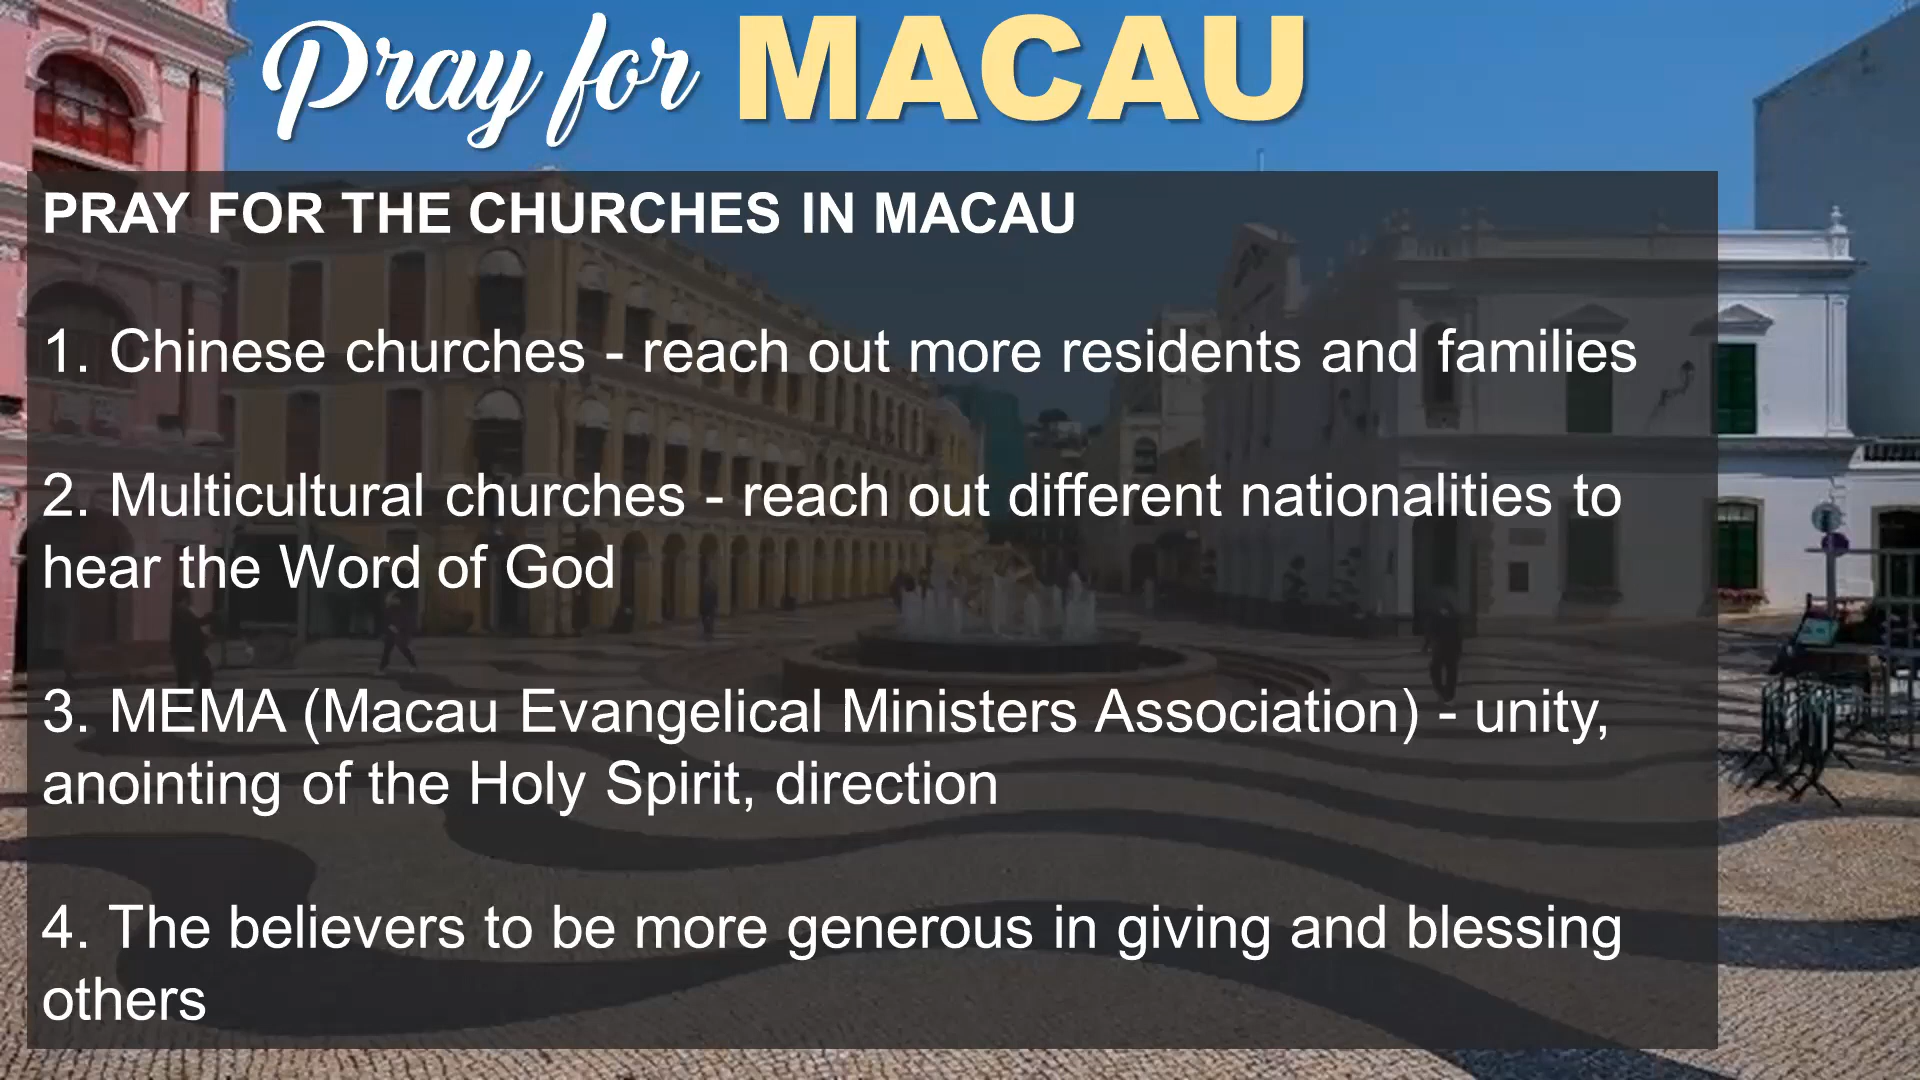 Pray for MACAU
PRAY FOR THE CHURCHES IN MACAU
1. Chinese churches - reach out more residents and families
2. Multicultural churches - reach out different nationalities to
hear the Word of God
3. MEMA (Macau Evangelical Ministers Association) - unity,
anointing of the Holy Spirit, direction
4. The believers to be more generous in giving and blessing
others